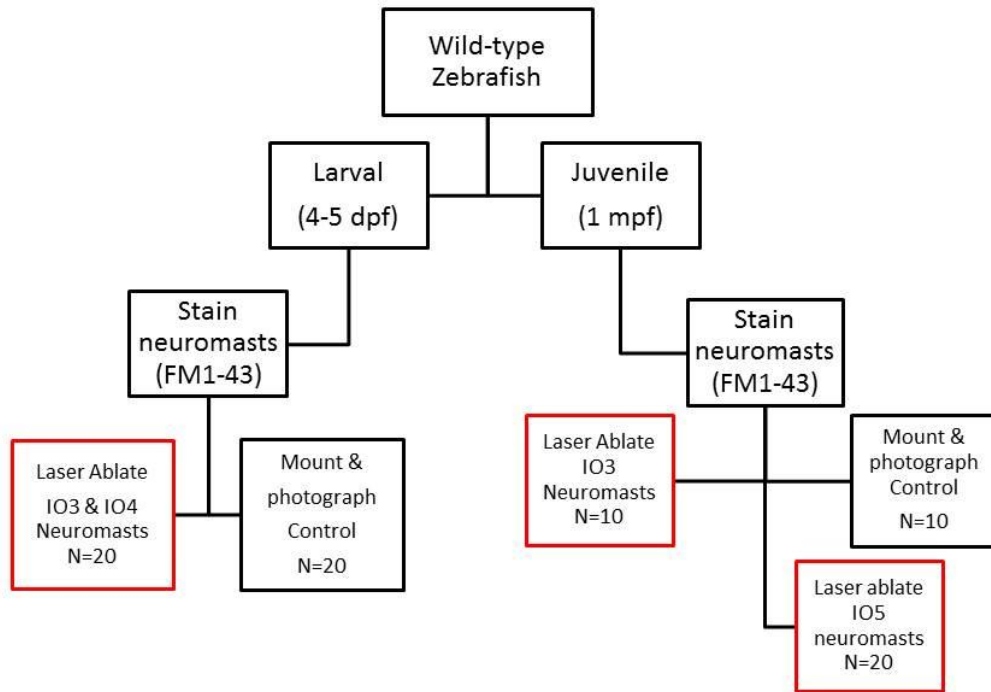 Wild-type
Zebrafish
Larval
(4-5 dpf)
Juvenile
(1 mpf)
Stain
neuromasts
(FM1-43)
Stain
neuromasts
(FM1-43)
Laser Ablate
IO3 & IO4
Neuromasts
N=20
Mount &
photograph
Control
N=20
Laser Ablate
IO3
Neuromasts
N=10
Mount &
photograph
Control
N=10
Laser ablate
IO5
neuromasts
N=20